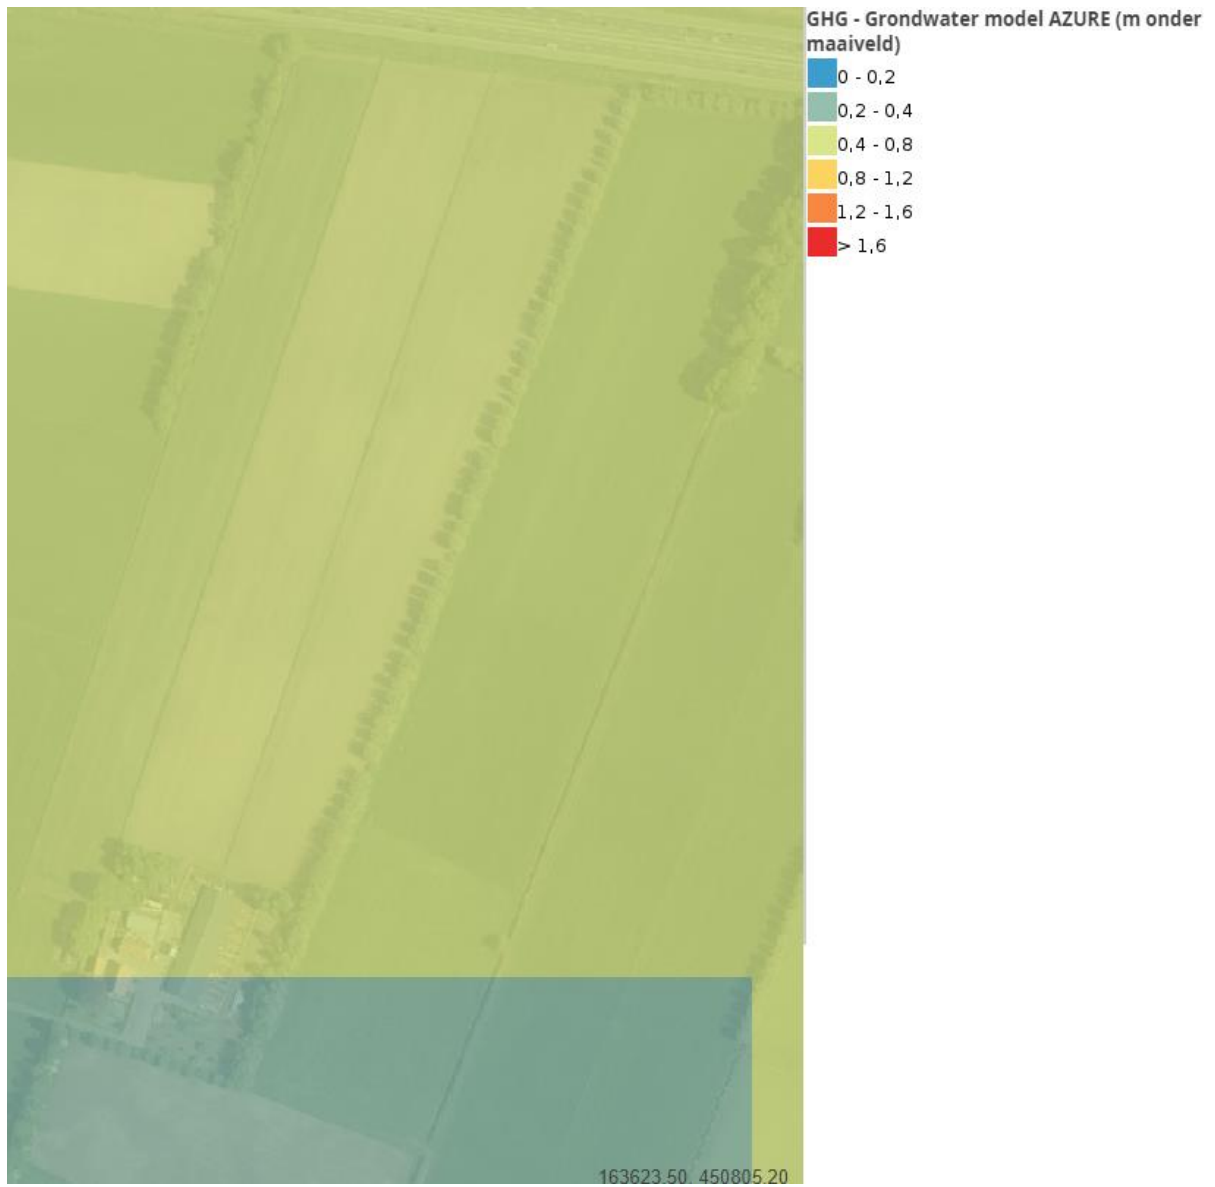 GHG - Grondwater model AZURE (m onder
maaiveld)
0 - 0,2
0,2 - 0,4
0,4 - 0,8
0,8 - 1,2
1,2 - 1,6
> 1,6
163623.50, 450805.20